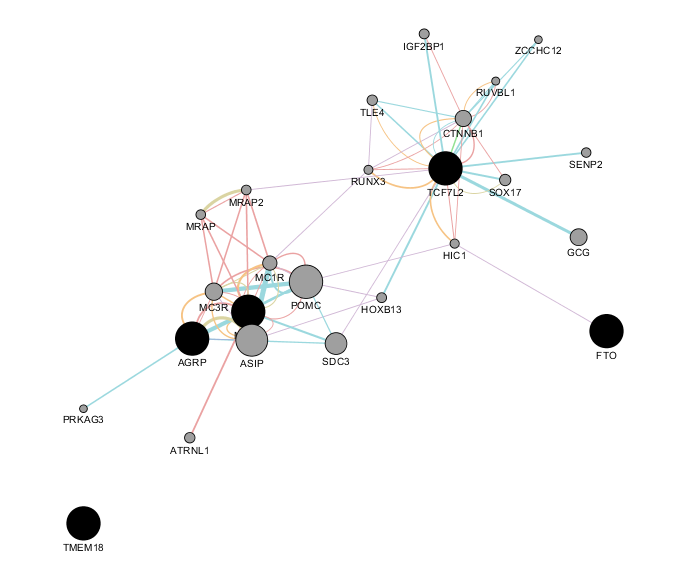 IGF2BP1
ZCCHC12
RUVBL1
TLE4
CTNNB1
SENP2
RUNX3
TCF7L2
SOX17
MRAP2
MRAP
GCG
HIC1
MC1R
MC3R
POMC
HOXB13
FTO
AGRP
ASIP
SDC3
PRKAG3
ATRNL1
TMEM18